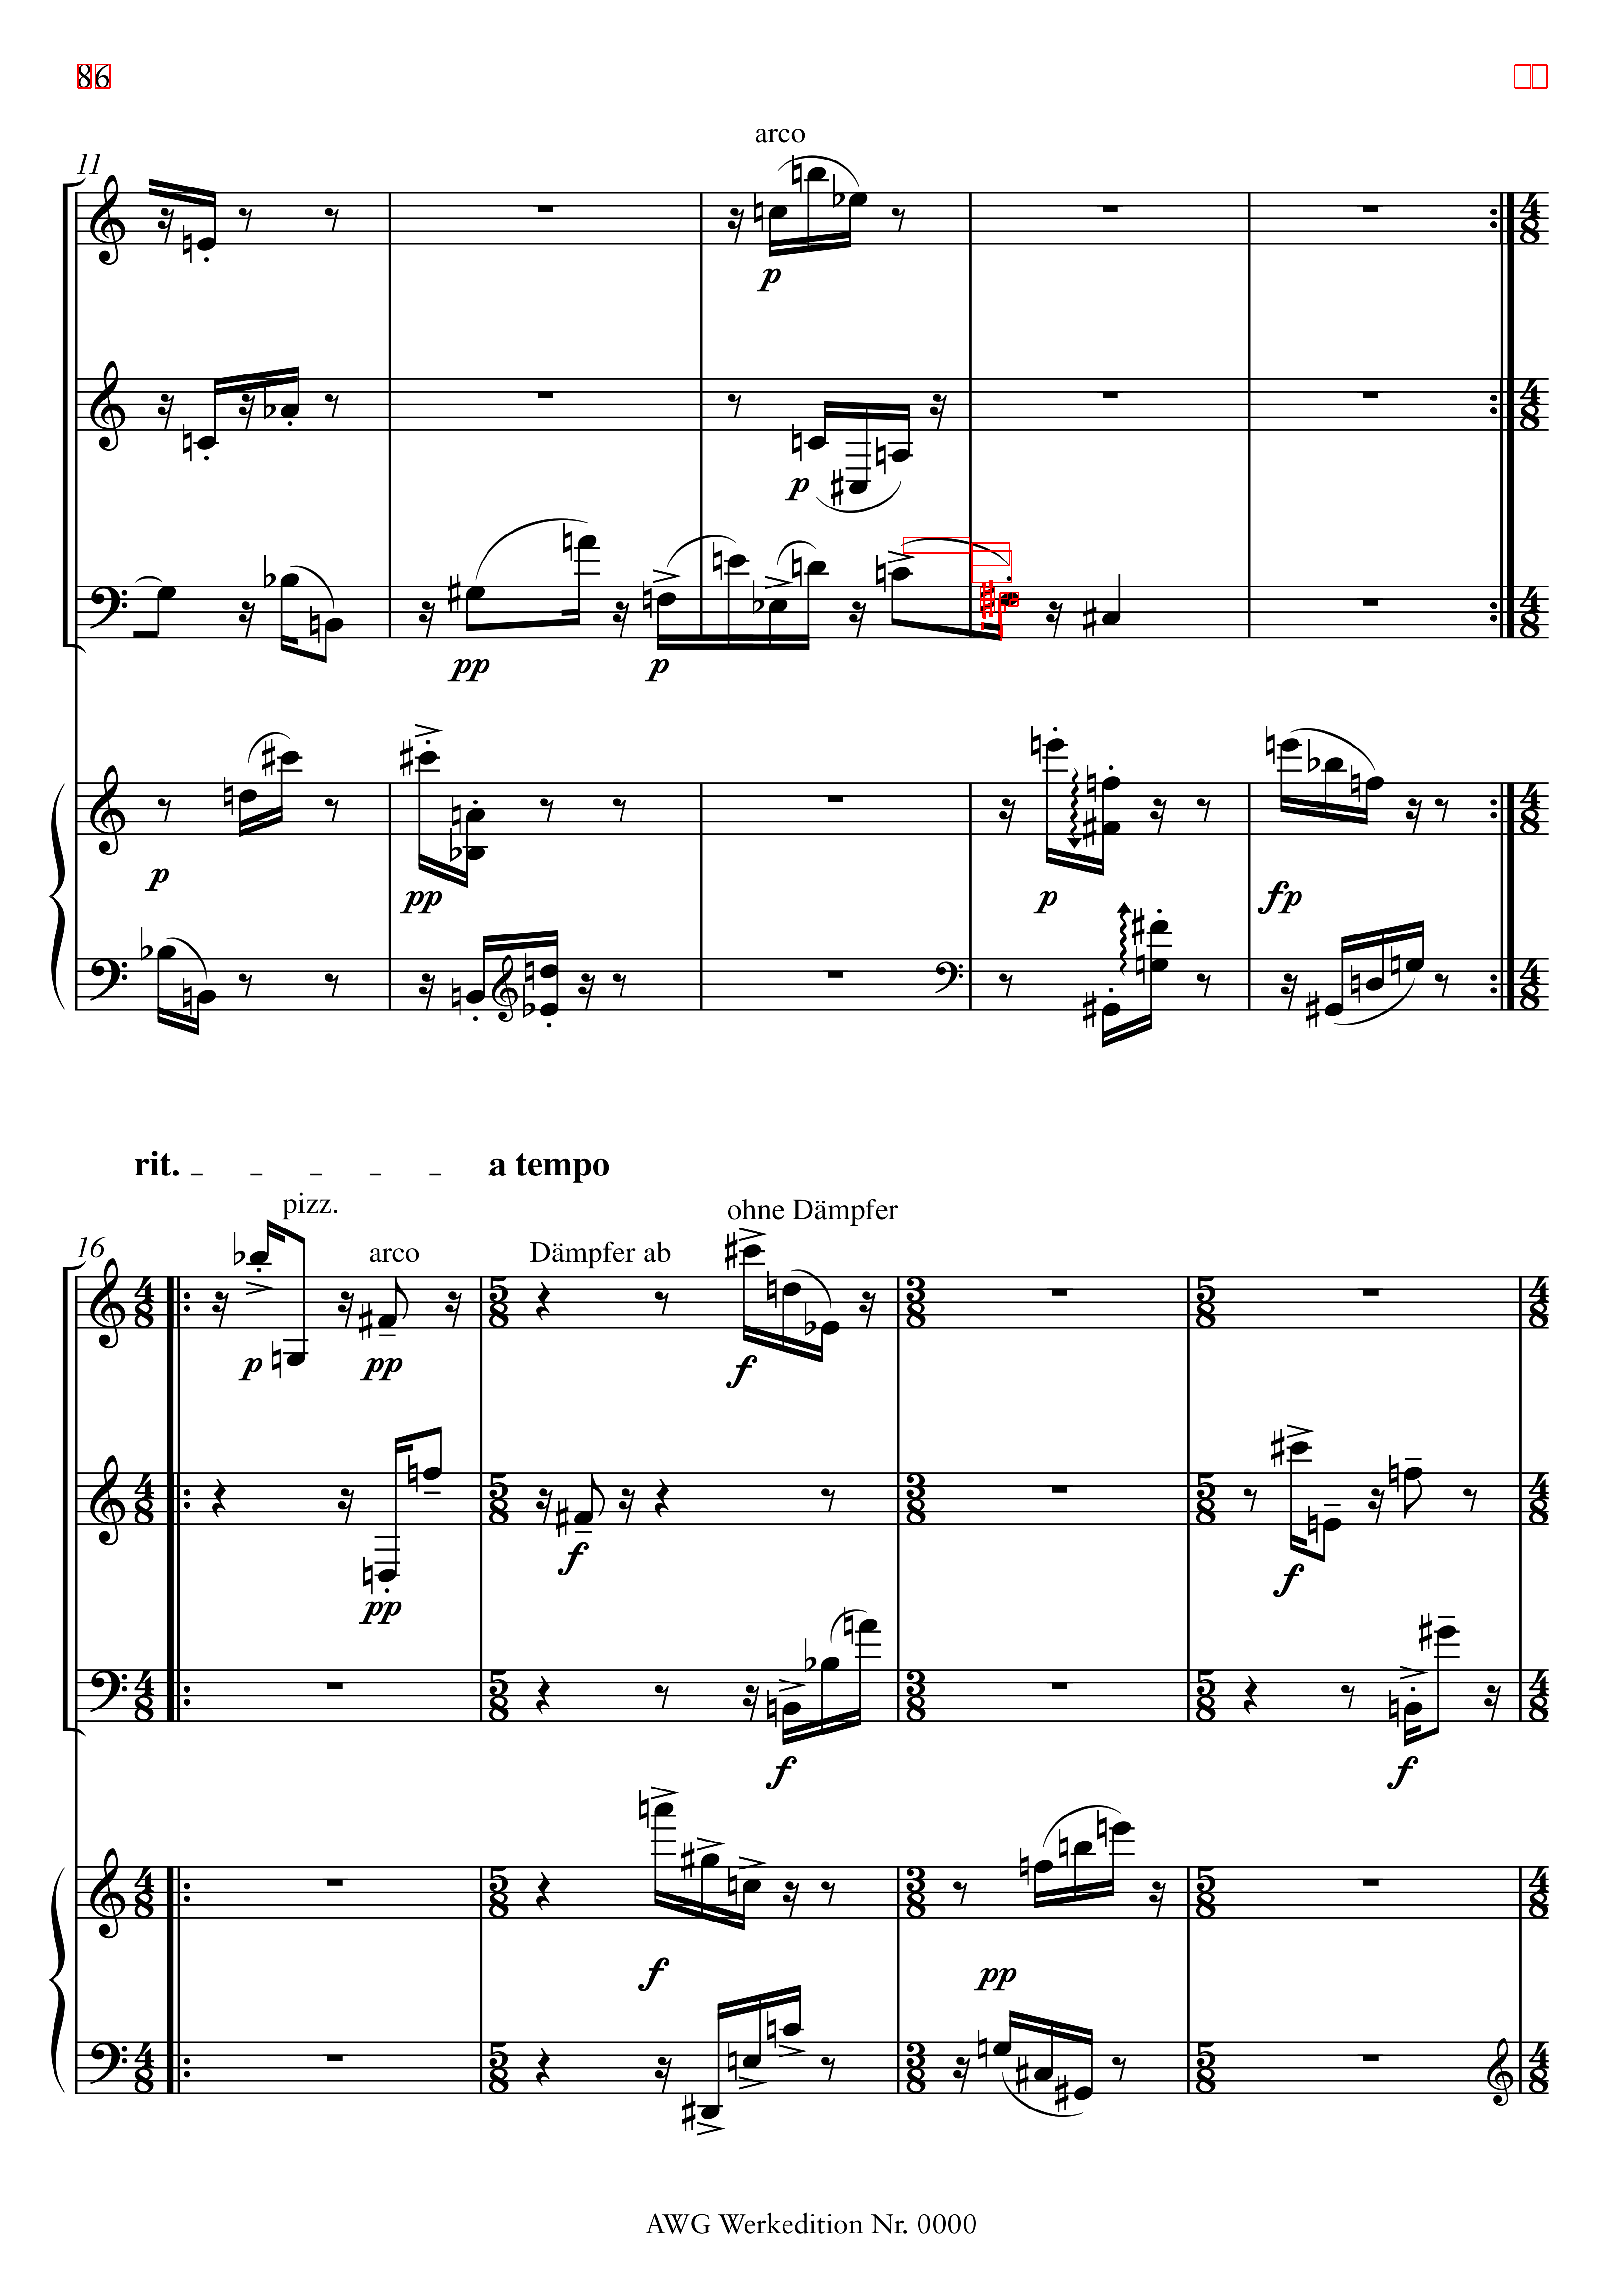 86
arco
11
p
p
pp p
p pp p fp
rit. a tempo
16 pizz. arco Dämpfer ab ohne Dämpfer
p pp f
pp f f
f f
f pp
AWG Werkedition Nr. 0000